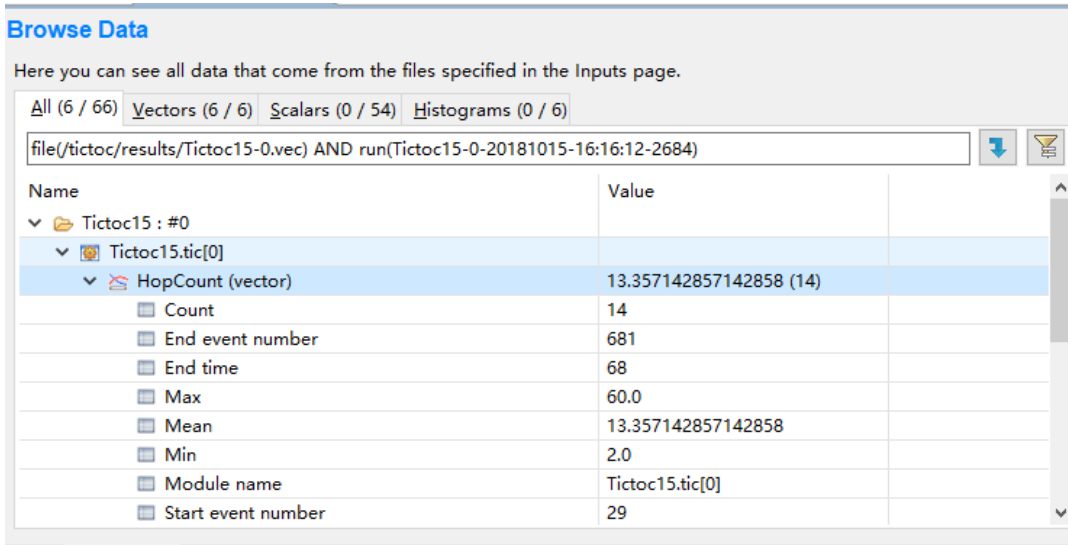 Browse Data
Here you can see all data that come from the files specified in the Inputs page.
All (6 / 66) Vectors (6 / 6) Scalars (0 / 54) Histograms (0 / 6)
file(/tictoc/results/Tictoc15-0.vec) AND run(Tictoc15-0-20181015-16:16:12-2684)
Name Value
Tictoc15 : #0
Tictoc15.tic[0]
HopCount (vector) 13.357142857142858 (14)
Count 14
End event number 681
End time 68
Max 60.0
Mean 13.357142857142858
Min 2.0
Module name Tictoc15.tic[0]
Start event number 29